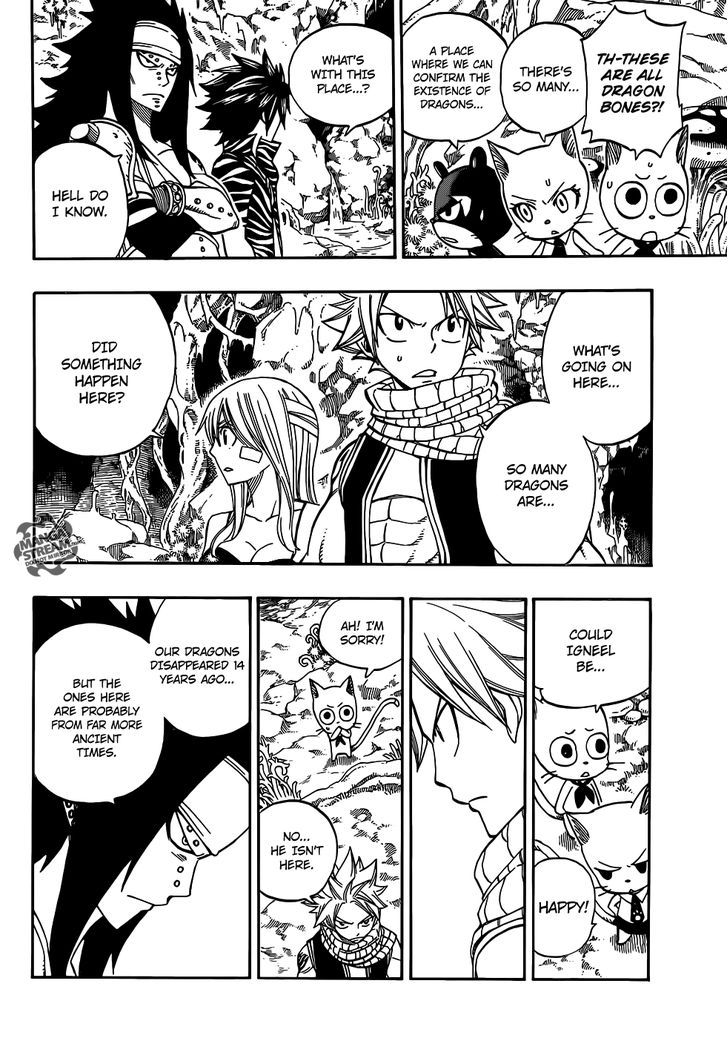 TH-THESE
ARE ALL
DRAGON
BONES?!
THERE'S
SO MANY...
A PLACE
WHERE WE CAN
CONFIRM THE
EXISTENCE OF
DRAGONS...
WHAT'S
WITH THIS
PLACE...?
HELL DO
I KNOW.
WHAT'S
GOING ON
HERE...
SO MANY
DRAGONS
ARE...
DID
SOMETHING
HAPPEN
HERE?
MANGA
STREAM
COULD
IGNEEL
BE...
HAPPY!
AH! I'M
SORRY!
NO...
HE ISN'T
HERE.
OUR DRAGONS
DISAPPEARED 14
YEARS AGO...
BUT THE
ONES HERE
ARE PROBABLY
FROM FAR MORE
ANCIENT
TIMES.